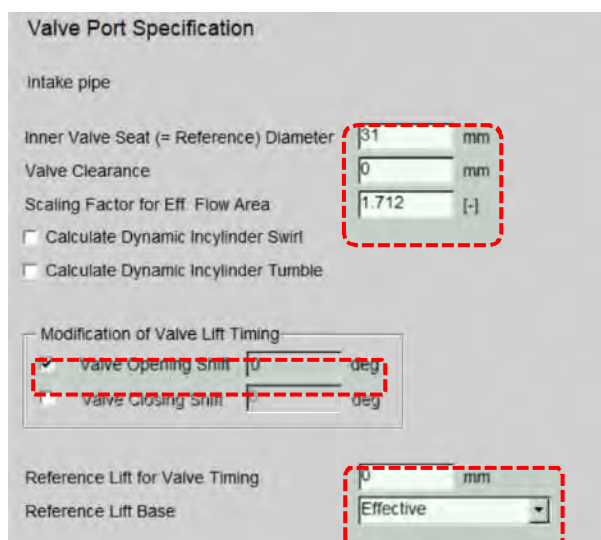 Valve Port Specification
Intake pipe
Inner Valve Seat (= Reference) Diameter 31 mm
Valve Clearance 0 mm
Scaling Factor for Eff. Flow Area 1.712 [-]
Calculate Dynamic Incylinder Swirl
Calculate Dynamic Incylinder Tumble
Modification of Valve Lift Timing
Valve Opening Shift 0 deg
Valve Closing Shift 0 deg
Reference Lift for Valve Timing 0 mm
Reference Lift Base Effective